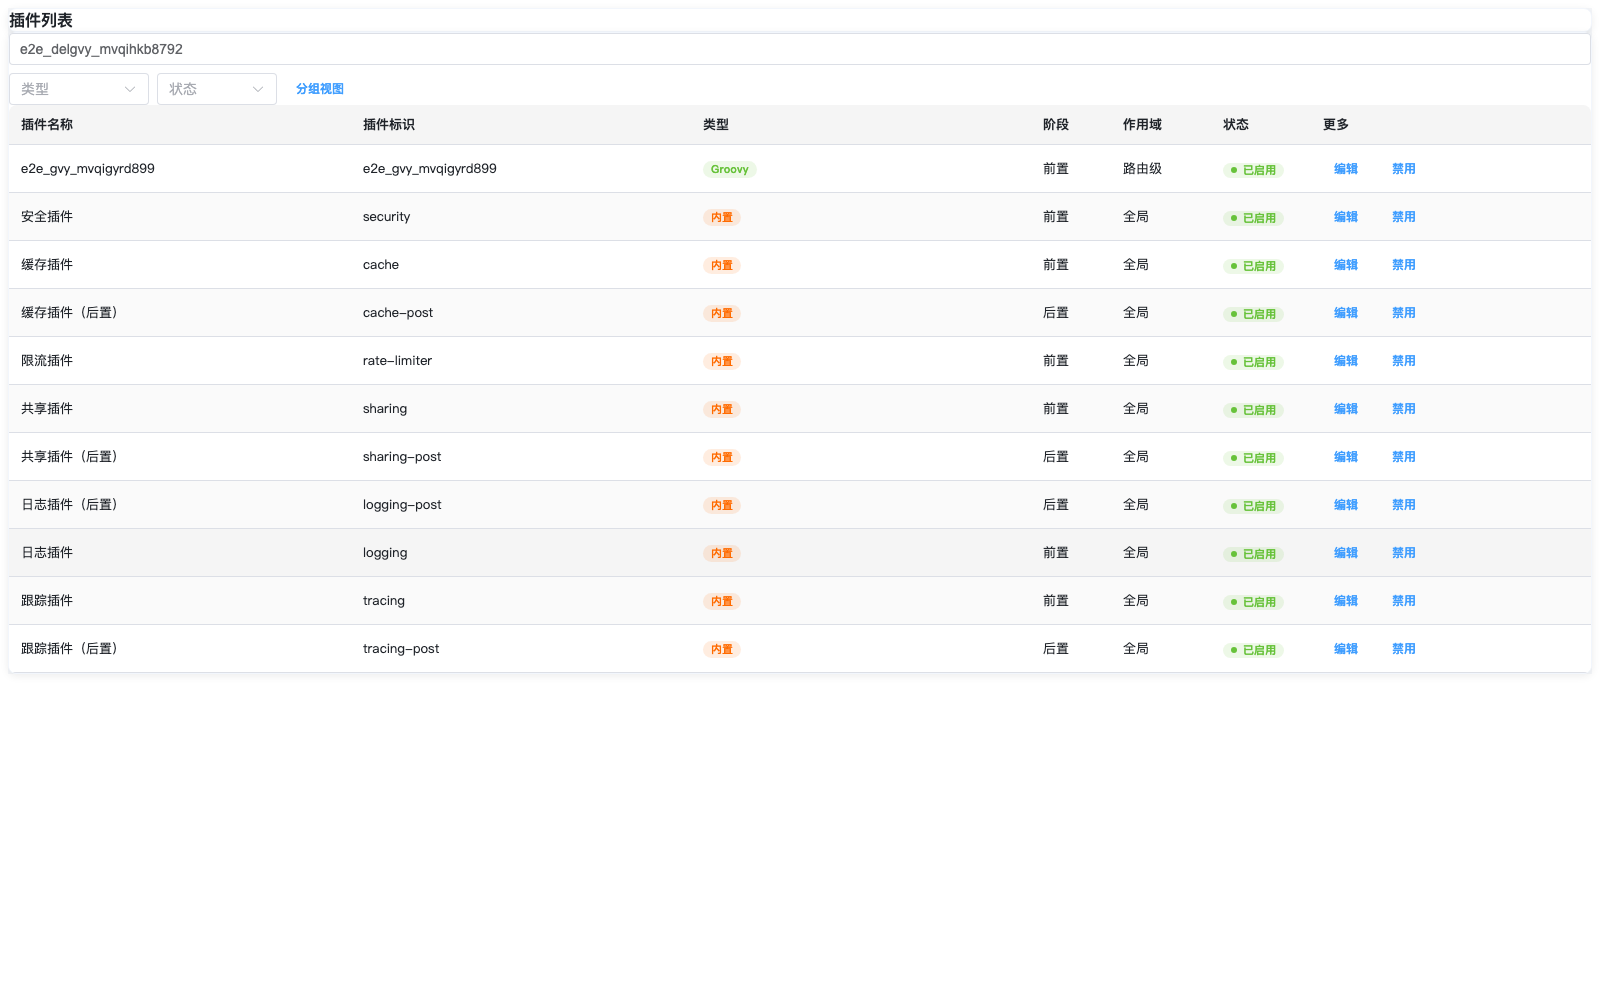 插件列表
e2e_delgvy_mvqihkb8792
类型 状态 分组视图
插件名称 插件标识 类型 阶段 作用域 状态 更多
e2e_gvy_mvqigyrd899 e2e_gvy_mvqigyrd899 Groovy 前置 路由级 已启用 编辑 禁用
安全插件 security 内置 前置 全局 已启用 编辑 禁用
缓存插件 cache 内置 前置 全局 已启用 编辑 禁用
缓存插件（后置） cache-post 内置 后置 全局 已启用 编辑 禁用
限流插件 rate-limiter 内置 前置 全局 已启用 编辑 禁用
共享插件 sharing 内置 前置 全局 已启用 编辑 禁用
共享插件（后置） sharing-post 内置 后置 全局 已启用 编辑 禁用
日志插件（后置） logging-post 内置 后置 全局 已启用 编辑 禁用
日志插件 logging 内置 前置 全局 已启用 编辑 禁用
跟踪插件 tracing 内置 前置 全局 已启用 编辑 禁用
跟踪插件（后置） tracing-post 内置 后置 全局 已启用 编辑 禁用